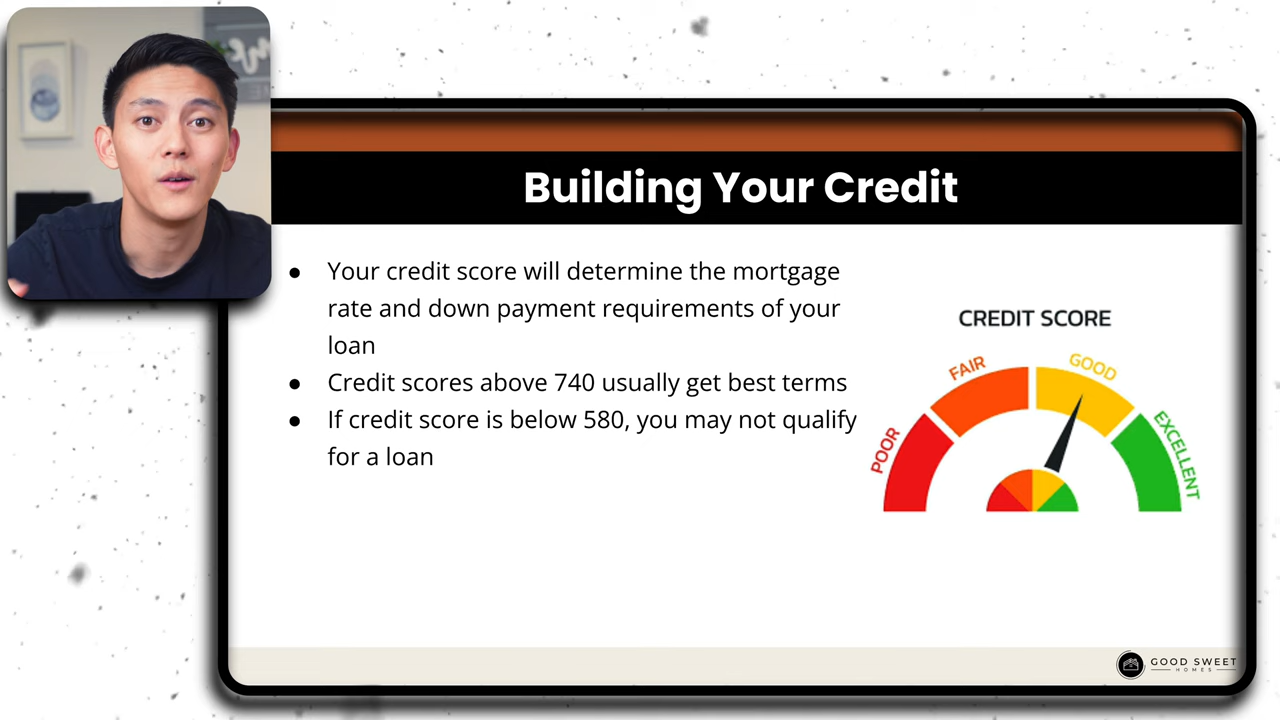 Building Your Credit
● Your credit score will determine the mortgage
rate and down payment requirements of your
loan
● Credit scores above 740 usually get best terms
● If credit score is below 580, you may not qualify
for a loan
CREDIT SCORE
POOR
FAIR
GOOD
EXCELLENT
GOOD SWEET
HOMES